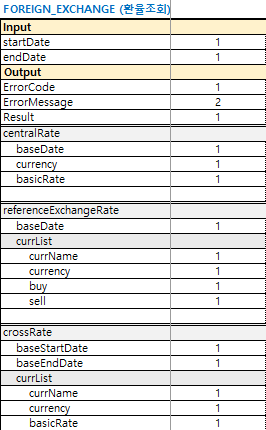 FOREIGN_EXCHANGE (환율조회)
Input
startDate 1
endDate 1
Output
ErrorCode 1
ErrorMessage 2
Result 1
centralRate
baseDate 1
currency 1
basicRate 1
referenceExchangeRate
baseDate 1
currList
currName 1
currency 1
buy 1
sell 1
crossRate
baseStartDate 1
baseEndDate 1
currList
currName 1
currency 1
basicRate 1